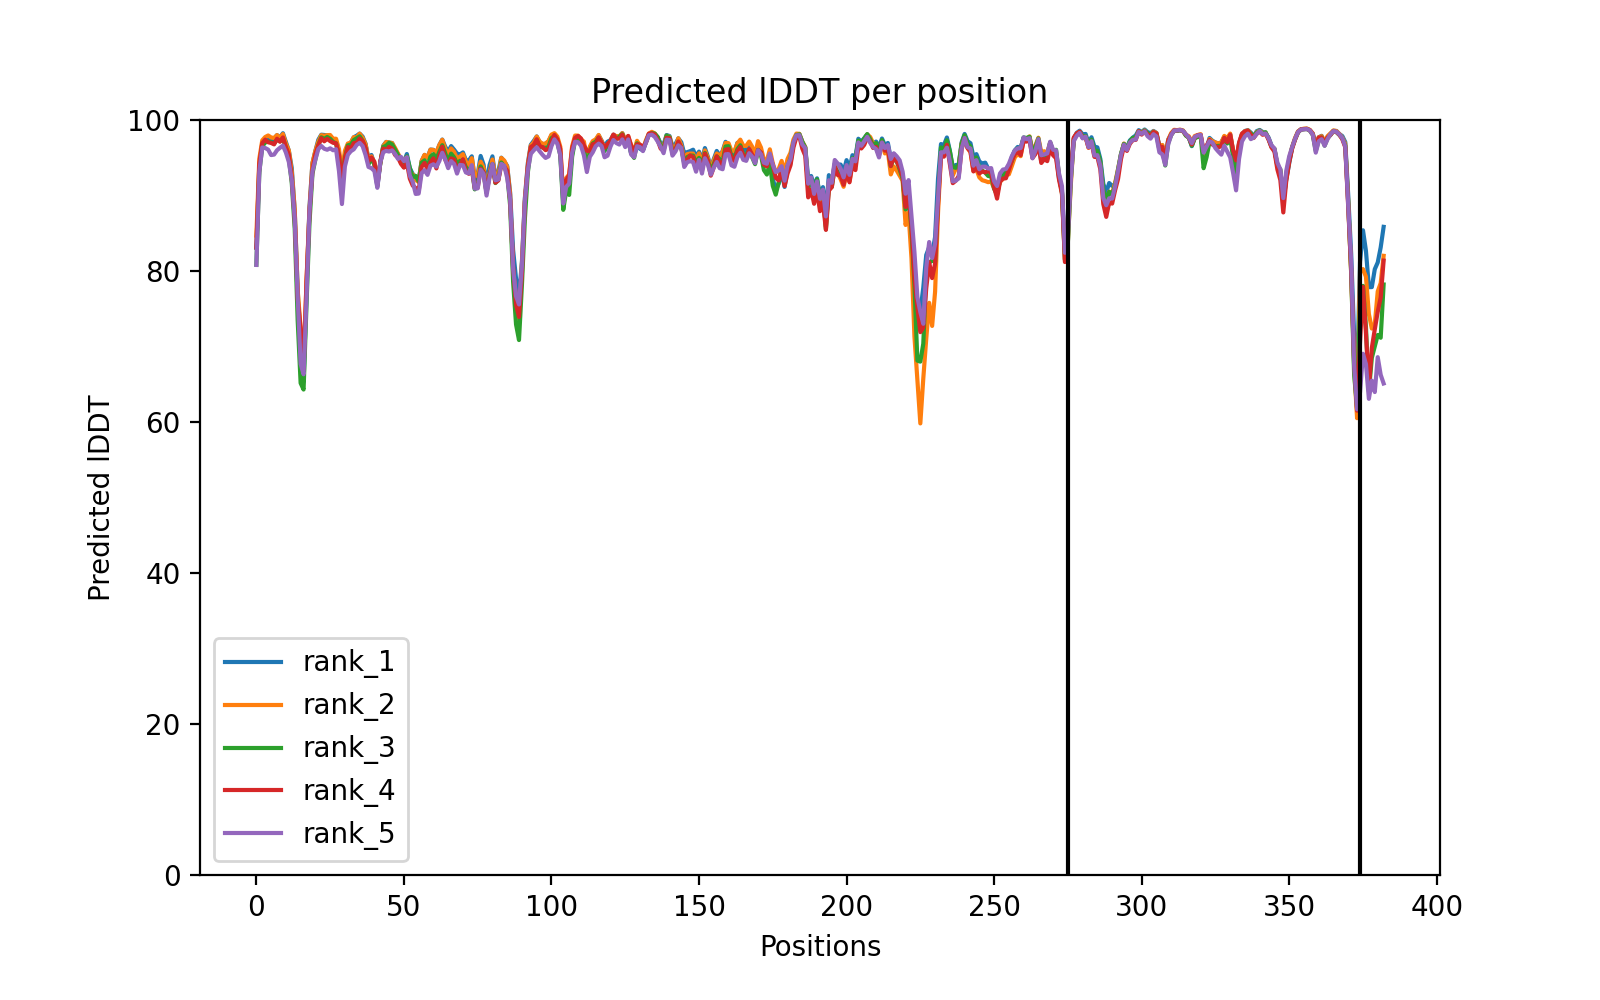 Predicted lDDT per position
Predicted lDDT
100
80
60
40
20
0
rank_1
rank_2
rank_3
rank_4
rank_5
0 50 100 150 200 250 300 350 400
Positions